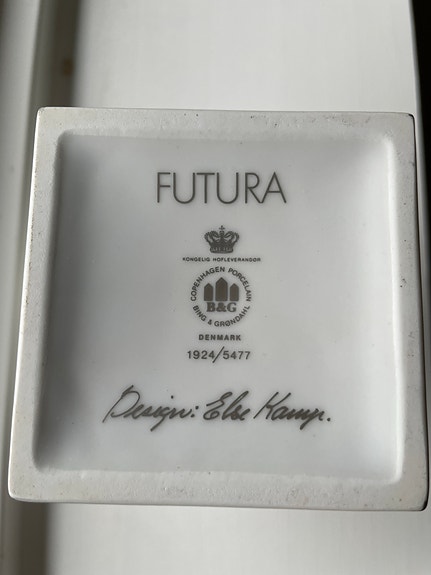 FUTURA
KONGELIG HOFLEVERANDØR
COPENHAGEN PORCELAIN
BING & GRØNDAHL
B&G
DENMARK
1924/5477
Design: Else Kamp.